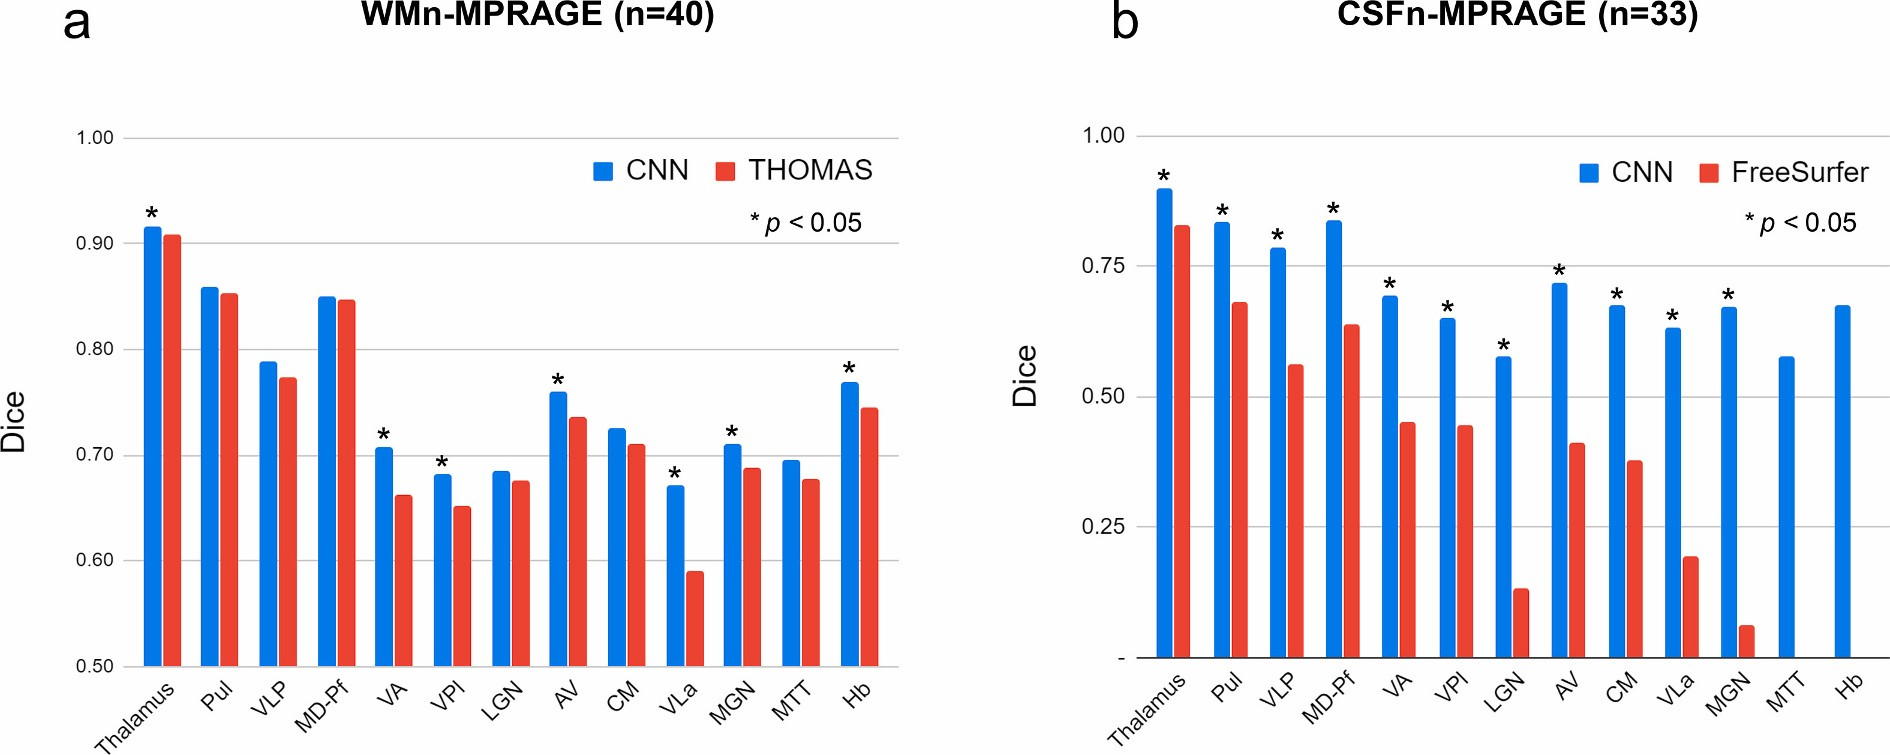 a
WMn-MPRAGE (n=40)
1.00
CNN
THOMAS
* p < 0.05
*
0.90
0.80
*
*
*
*
*
*
0.70
0.60
0.50
Dice
Thalamus
Pul
VLP
MD-Pf
VA
VPl
LGN
AV
CM
VLa
MGN
MTT
Hb
b
CSFn-MPRAGE (n=33)
1.00
CNN
FreeSurfer
* p < 0.05
*
*
*
*
*
*
*
*
*
*
*
0.75
0.50
0.25
-
Dice
Thalamus
Pul
VLP
MD-Pf
VA
VPl
LGN
AV
CM
VLa
MGN
MTT
Hb